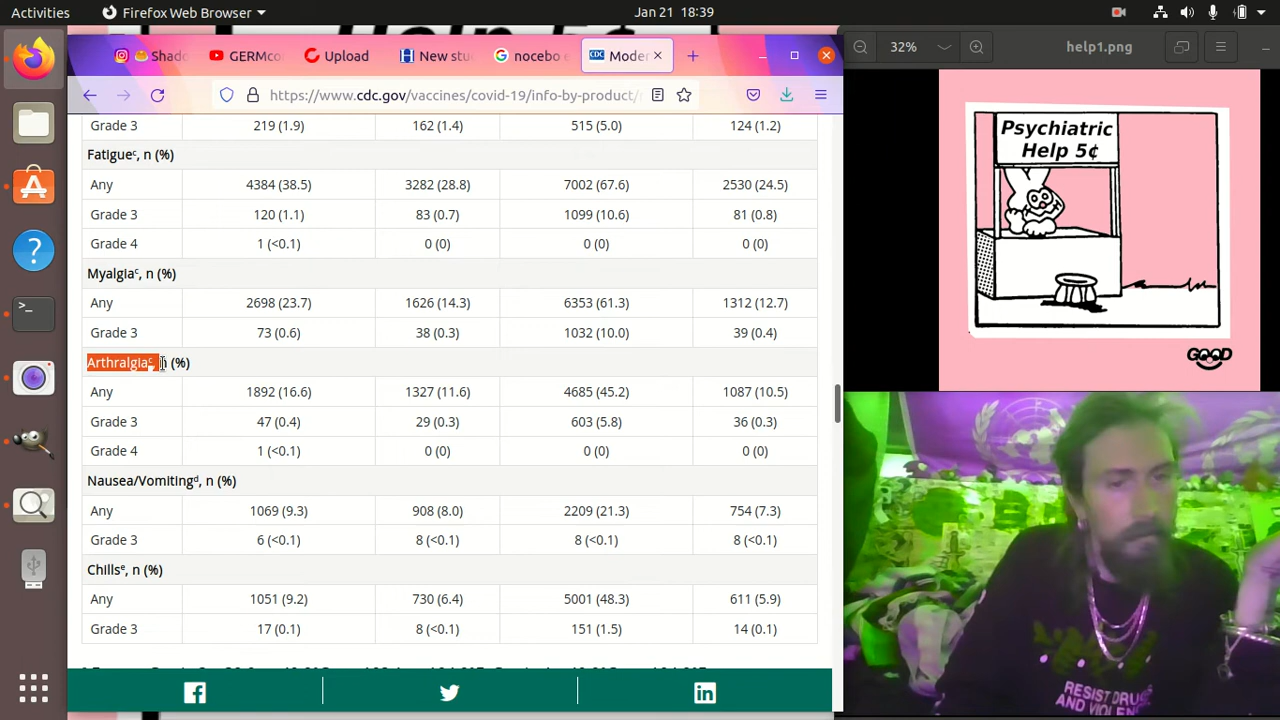 Activities
Firefox Web Browser
Jan 21 18:39
Shado
GERMco
Upload
New stu
nocebo e
CDC
Moder
https://www.cdc.gov/vaccines/covid-19/info-by-product/
32%
help1.png
Grade 3 219 (1.9) 162 (1.4) 515 (5.0) 124 (1.2)
Fatigueᶜ, n (%)
Any 4384 (38.5) 3282 (28.8) 7002 (67.6) 2530 (24.5)
Grade 3 120 (1.1) 83 (0.7) 1099 (10.6) 81 (0.8)
Grade 4 1 (<0.1) 0 (0) 0 (0) 0 (0)
Myalgiaᶜ, n (%)
Any 2698 (23.7) 1626 (14.3) 6353 (61.3) 1312 (12.7)
Grade 3 73 (0.6) 38 (0.3) 1032 (10.0) 39 (0.4)
Arthralgiaᶜ, n (%)
Any 1892 (16.6) 1327 (11.6) 4685 (45.2) 1087 (10.5)
Grade 3 47 (0.4) 29 (0.3) 603 (5.8) 36 (0.3)
Grade 4 1 (<0.1) 0 (0) 0 (0) 0 (0)
Nausea/Vomitingᵈ, n (%)
Any 1069 (9.3) 908 (8.0) 2209 (21.3) 754 (7.3)
Grade 3 6 (<0.1) 8 (<0.1) 8 (<0.1) 8 (<0.1)
Chillsᵉ, n (%)
Any 1051 (9.2) 730 (6.4) 5001 (48.3) 611 (5.9)
Grade 3 17 (0.1) 8 (<0.1) 151 (1.5) 14 (0.1)
Psychiatric
Help 5¢
GOOD
RESIST DRUGS
AND VIOLEN